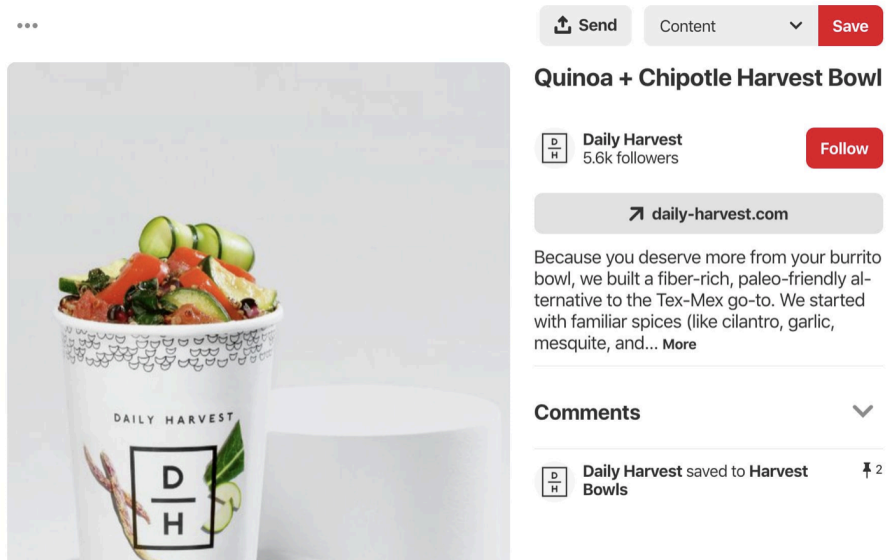 Send
Content
Save
Quinoa + Chipotle Harvest Bowl
D
H
Daily Harvest
5.6k followers
Follow
daily-harvest.com
Because you deserve more from your burrito
bowl, we built a fiber-rich, paleo-friendly al-
ternative to the Tex-Mex go-to. We started
with familiar spices (like cilantro, garlic,
mesquite, and... More
Comments
D
H
Daily Harvest saved to Harvest
Bowls
2
DAILY HARVEST
D
H